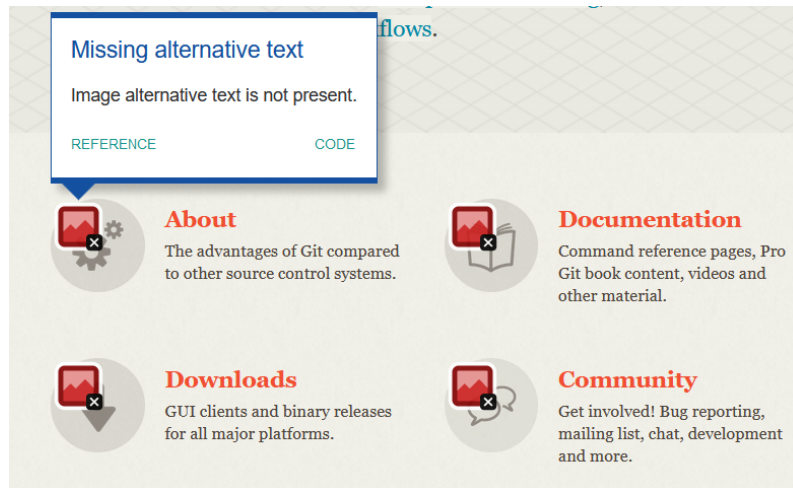 flows.
Missing alternative text
Image alternative text is not present.
REFERENCE CODE
About
The advantages of Git compared
to other source control systems.
Documentation
Command reference pages, Pro
Git book content, videos and
other material.
Downloads
GUI clients and binary releases
for all major platforms.
Community
Get involved! Bug reporting,
mailing list, chat, development
and more.